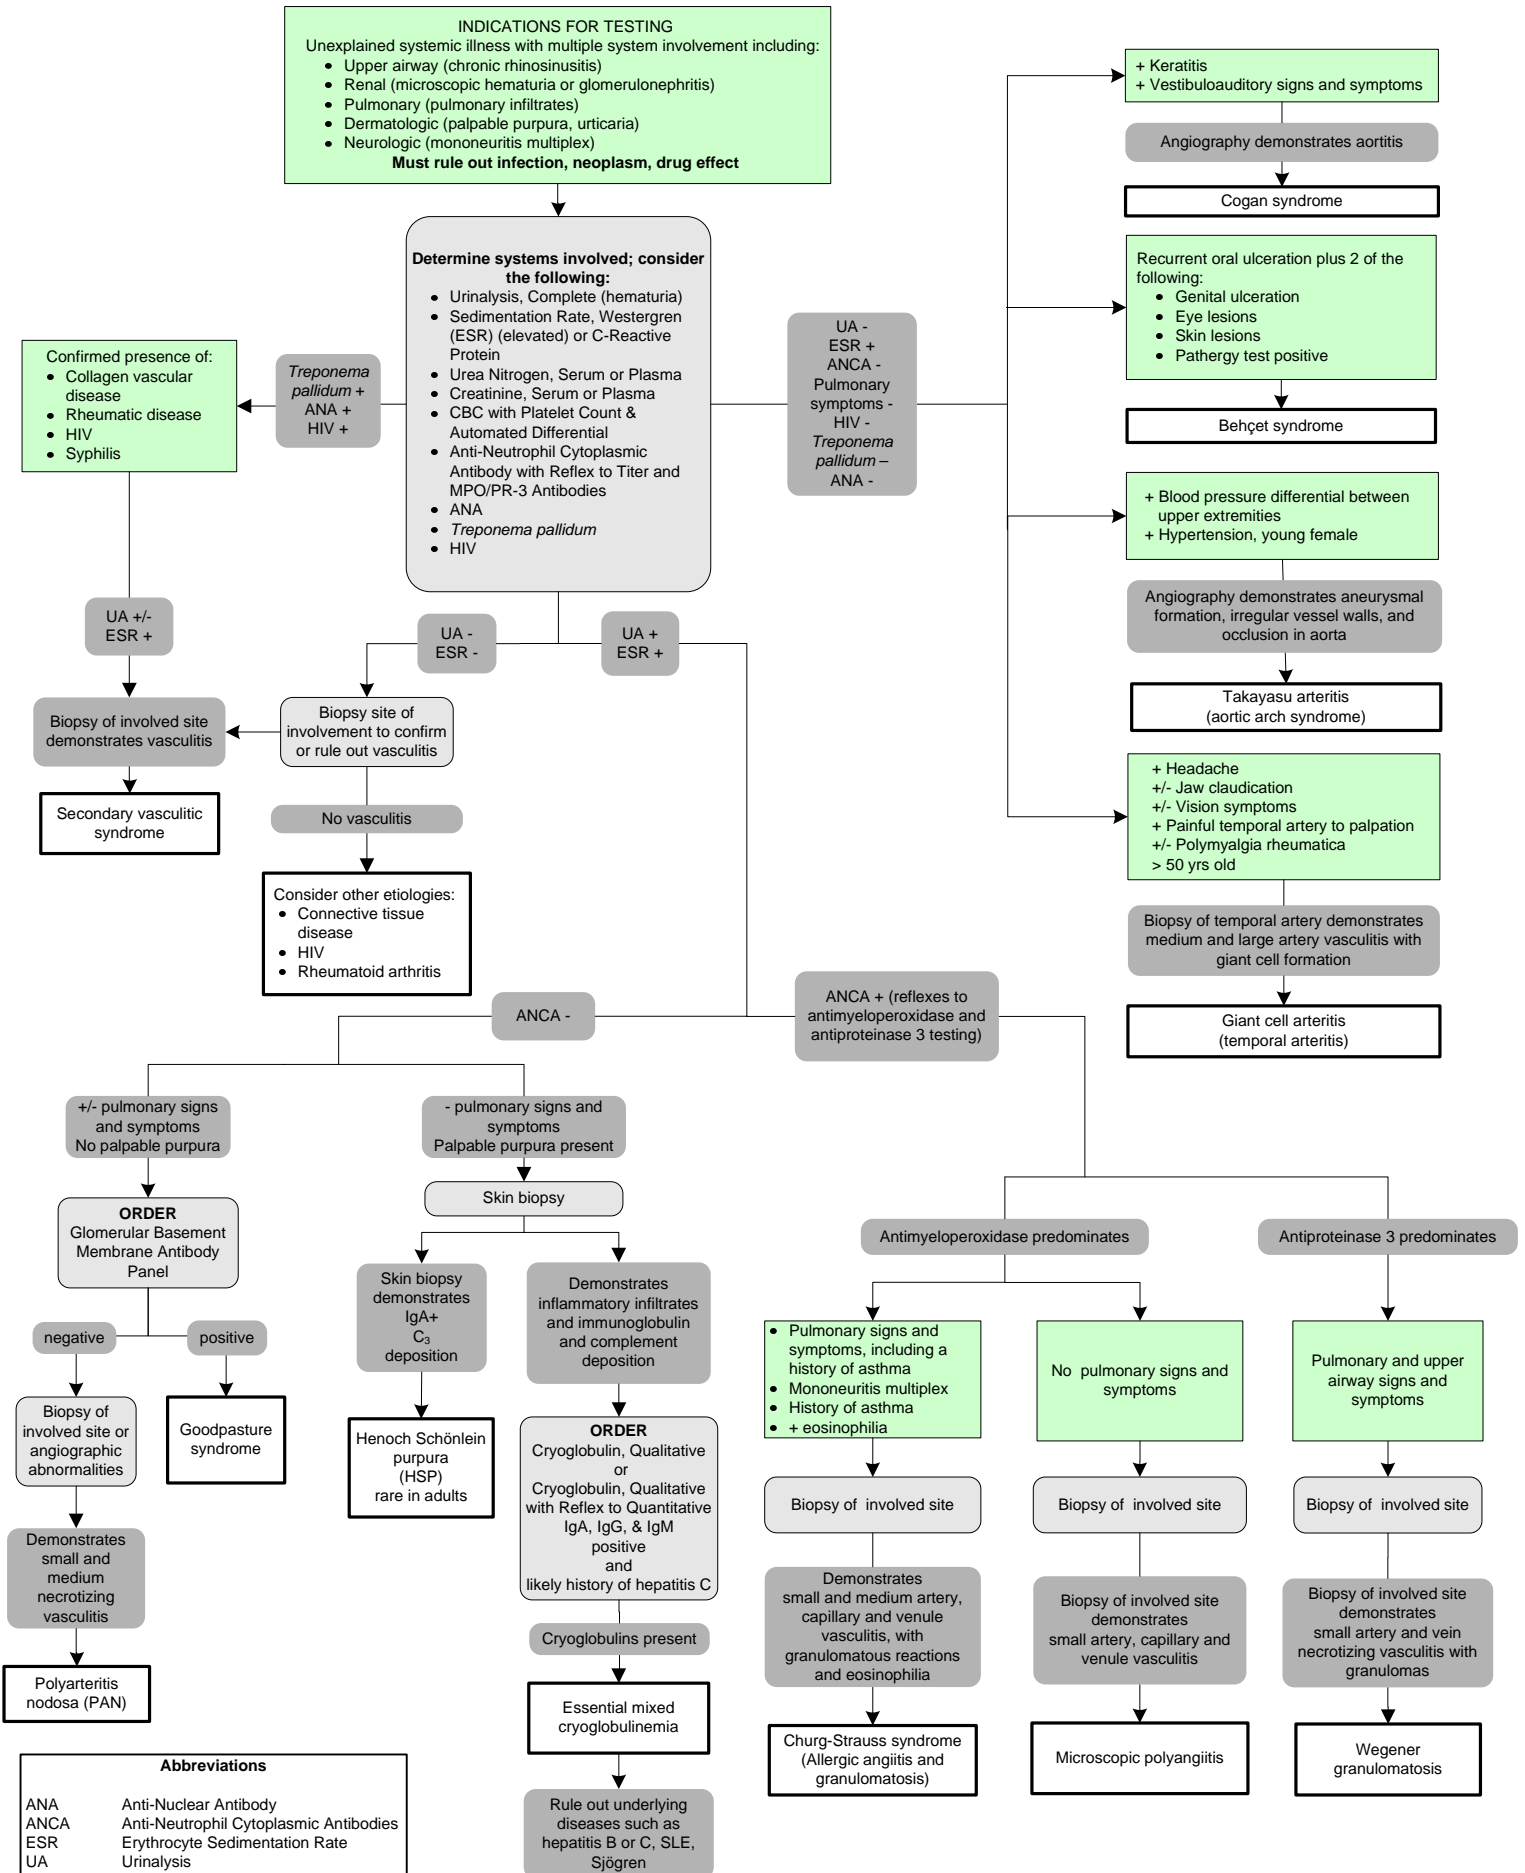 INDICATIONS FOR TESTING
Unexplained systemic illness with multiple system involvement including:
• Upper airway (chronic rhinosinusitis)
• Renal (microscopic hematuria or glomerulonephritis)
• Pulmonary (pulmonary infiltrates)
• Dermatologic (palpable purpura, urticaria)
• Neurologic (mononeuritis multiplex)
Must rule out infection, neoplasm, drug effect
Determine systems involved; consider
the following:
• Urinalysis, Complete (hematuria)
• Sedimentation Rate, Westergren
(ESR) (elevated) or C-Reactive
Protein
• Urea Nitrogen, Serum or Plasma
• Creatinine, Serum or Plasma
• CBC with Platelet Count &
Automated Differential
• Anti-Neutrophil Cytoplasmic
Antibody with Reflex to Titer and
MPO/PR-3 Antibodies
• ANA
• Treponema pallidum
• HIV
Treponema
pallidum +
ANA +
HIV +
Confirmed presence of:
• Collagen vascular
disease
• Rheumatic disease
• HIV
• Syphilis
UA +/-
ESR +
Biopsy of involved site
demonstrates vasculitis
Secondary vasculitic
syndrome
UA -
ESR -
Biopsy site of
involvement to confirm
or rule out vasculitis
No vasculitis
Consider other etiologies:
• Connective tissue
disease
• HIV
• Rheumatoid arthritis
UA +
ESR +
UA -
ESR +
ANCA -
Pulmonary
symptoms -
HIV -
Treponema
pallidum –
ANA -
+ Keratitis
+ Vestibuloauditory signs and symptoms
Angiography demonstrates aortitis
Cogan syndrome
Recurrent oral ulceration plus 2 of the
following:
• Genital ulceration
• Eye lesions
• Skin lesions
• Pathergy test positive
Behçet syndrome
+ Blood pressure differential between
upper extremities
+ Hypertension, young female
Angiography demonstrates aneurysmal
formation, irregular vessel walls, and
occlusion in aorta
Takayasu arteritis
(aortic arch syndrome)
+ Headache
+/- Jaw claudication
+/- Vision symptoms
+ Painful temporal artery to palpation
+/- Polymyalgia rheumatica
> 50 yrs old
Biopsy of temporal artery demonstrates
medium and large artery vasculitis with
giant cell formation
Giant cell arteritis
(temporal arteritis)
ANCA -
ANCA + (reflexes to
antimyeloperoxidase and
antiproteinase 3 testing)
+/- pulmonary signs
and symptoms
No palpable purpura
ORDER
Glomerular Basement
Membrane Antibody
Panel
negative
positive
Biopsy of
involved site or
angiographic
abnormalities
Goodpasture
syndrome
Demonstrates
small and
medium
necrotizing
vasculitis
Polyarteritis
nodosa (PAN)
- pulmonary signs and
symptoms
Palpable purpura present
Skin biopsy
Skin biopsy
demonstrates
IgA+
C₃
deposition
Henoch Schönlein
purpura
(HSP)
rare in adults
Demonstrates
inflammatory infiltrates
and immunoglobulin
and complement
deposition
ORDER
Cryoglobulin, Qualitative
or
Cryoglobulin, Qualitative
with Reflex to Quantitative
IgA, IgG, & IgM
positive
and
likely history of hepatitis C
Cryoglobulins present
Essential mixed
cryoglobulinemia
Rule out underlying
diseases such as
hepatitis B or C, SLE,
Sjögren
Antimyeloperoxidase predominates
Antiproteinase 3 predominates
• Pulmonary signs and
symptoms, including a
history of asthma
• Mononeuritis multiplex
• History of asthma
• + eosinophilia
Biopsy of involved site
Demonstrates
small and medium artery,
capillary and venule
vasculitis, with
granulomatous reactions
and eosinophilia
Churg-Strauss syndrome
(Allergic angiitis and
granulomatosis)
No pulmonary signs and
symptoms
Biopsy of involved site
Biopsy of involved site
demonstrates
small artery, capillary and
venule vasculitis
Microscopic polyangiitis
Pulmonary and upper
airway signs and
symptoms
Biopsy of involved site
Biopsy of involved site
demonstrates
small artery and vein
necrotizing vasculitis with
granulomas
Wegener
granulomatosis
Abbreviations
ANA Anti-Nuclear Antibody
ANCA Anti-Neutrophil Cytoplasmic Antibodies
ESR Erythrocyte Sedimentation Rate
UA Urinalysis